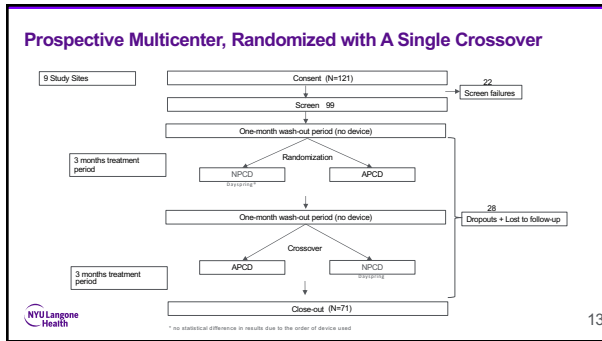 Prospective Multicenter, Randomized with A Single Crossover
9 Study Sites
Consent (N=121)
22
Screen failures
Screen 99
One-month wash-out period (no device)
3 months treatment
period
Randomization
NPCD
Dayspring*
APCD
One-month wash-out period (no device)
28
Dropouts + Lost to follow-up
Crossover
3 months treatment
period
APCD
NPCD
Dayspring
Close-out (N=71)
NYU Langone
Health
* no statistical difference in results due to the order of device used
13